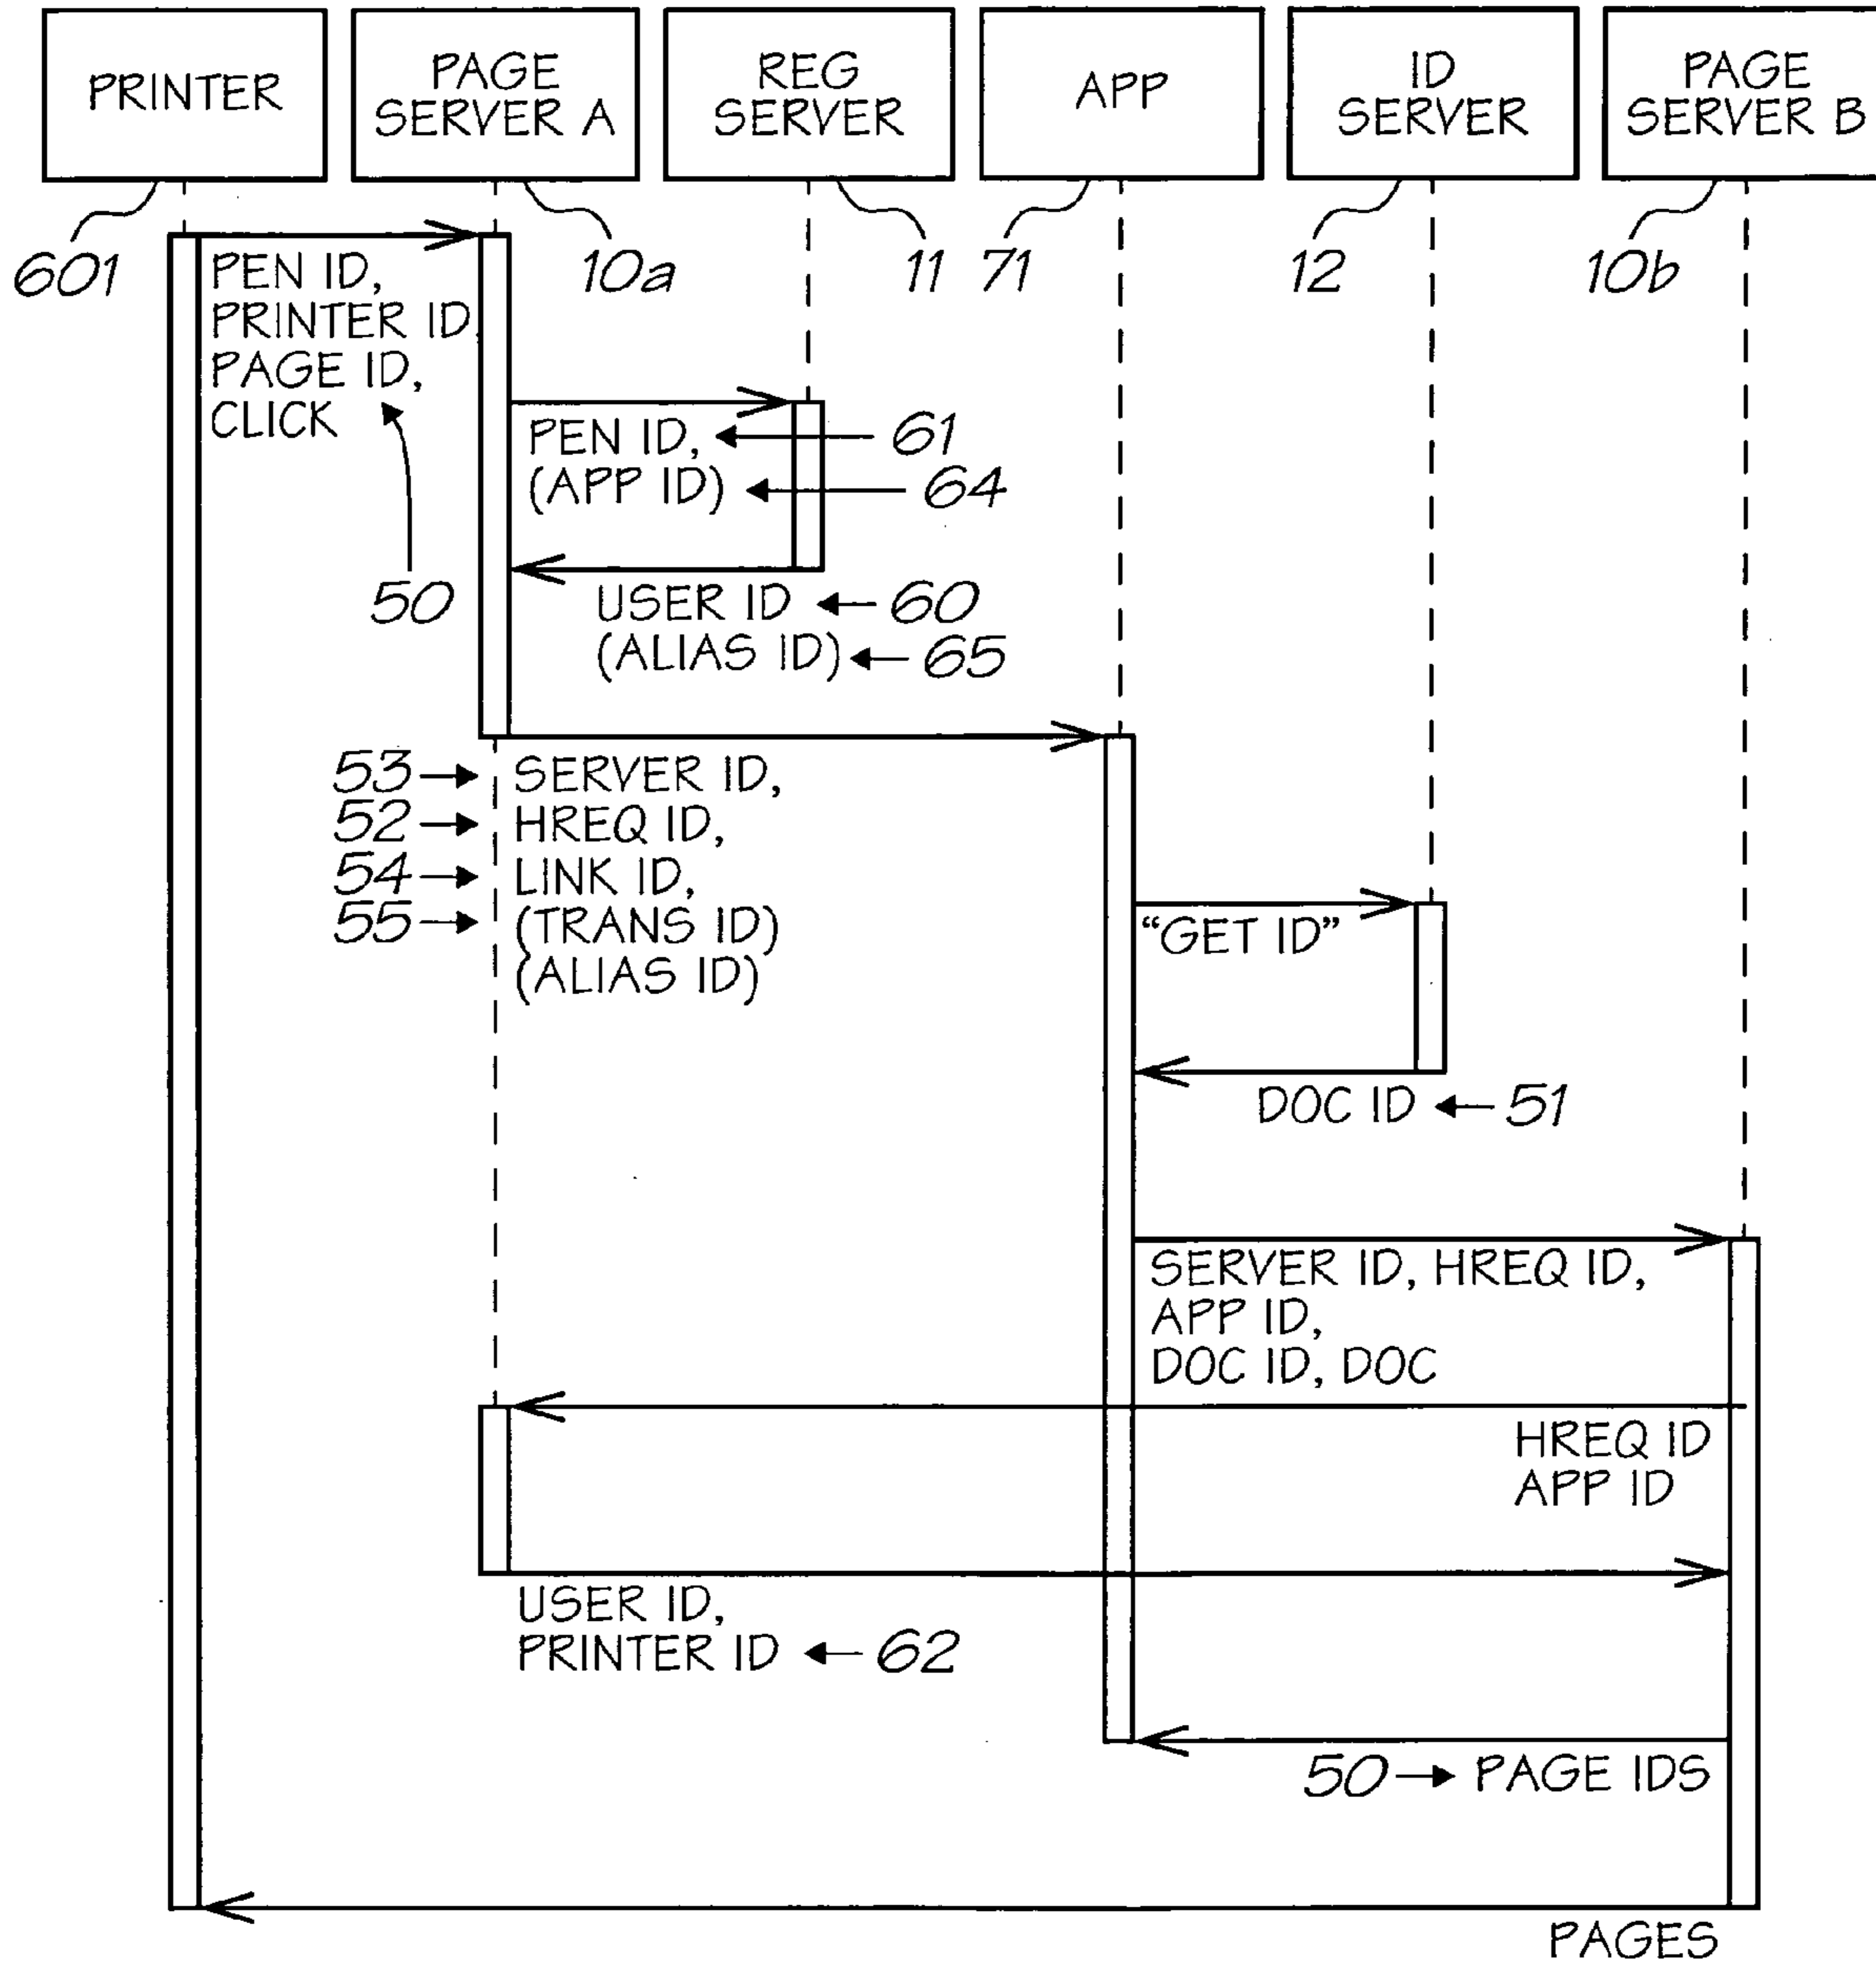 PRINTER
PAGE
SERVER A
REG
SERVER
APP
ID
SERVER
PAGE
SERVER B
601
10a
11
71
12
10b
PEN ID,
PRINTER ID
PAGE ID,
CLICK
50
PEN ID,
(APP ID)
61
64
USER ID
(ALIAS ID)
60
65
53
52
54
55
SERVER ID,
HREQ ID,
LINK ID,
(TRANS ID)
(ALIAS ID)
“GET ID”
DOC ID
51
SERVER ID, HREQ ID,
APP ID,
DOC ID, DOC
HREQ ID
APP ID
USER ID,
PRINTER ID
62
50
PAGE IDS
PAGES